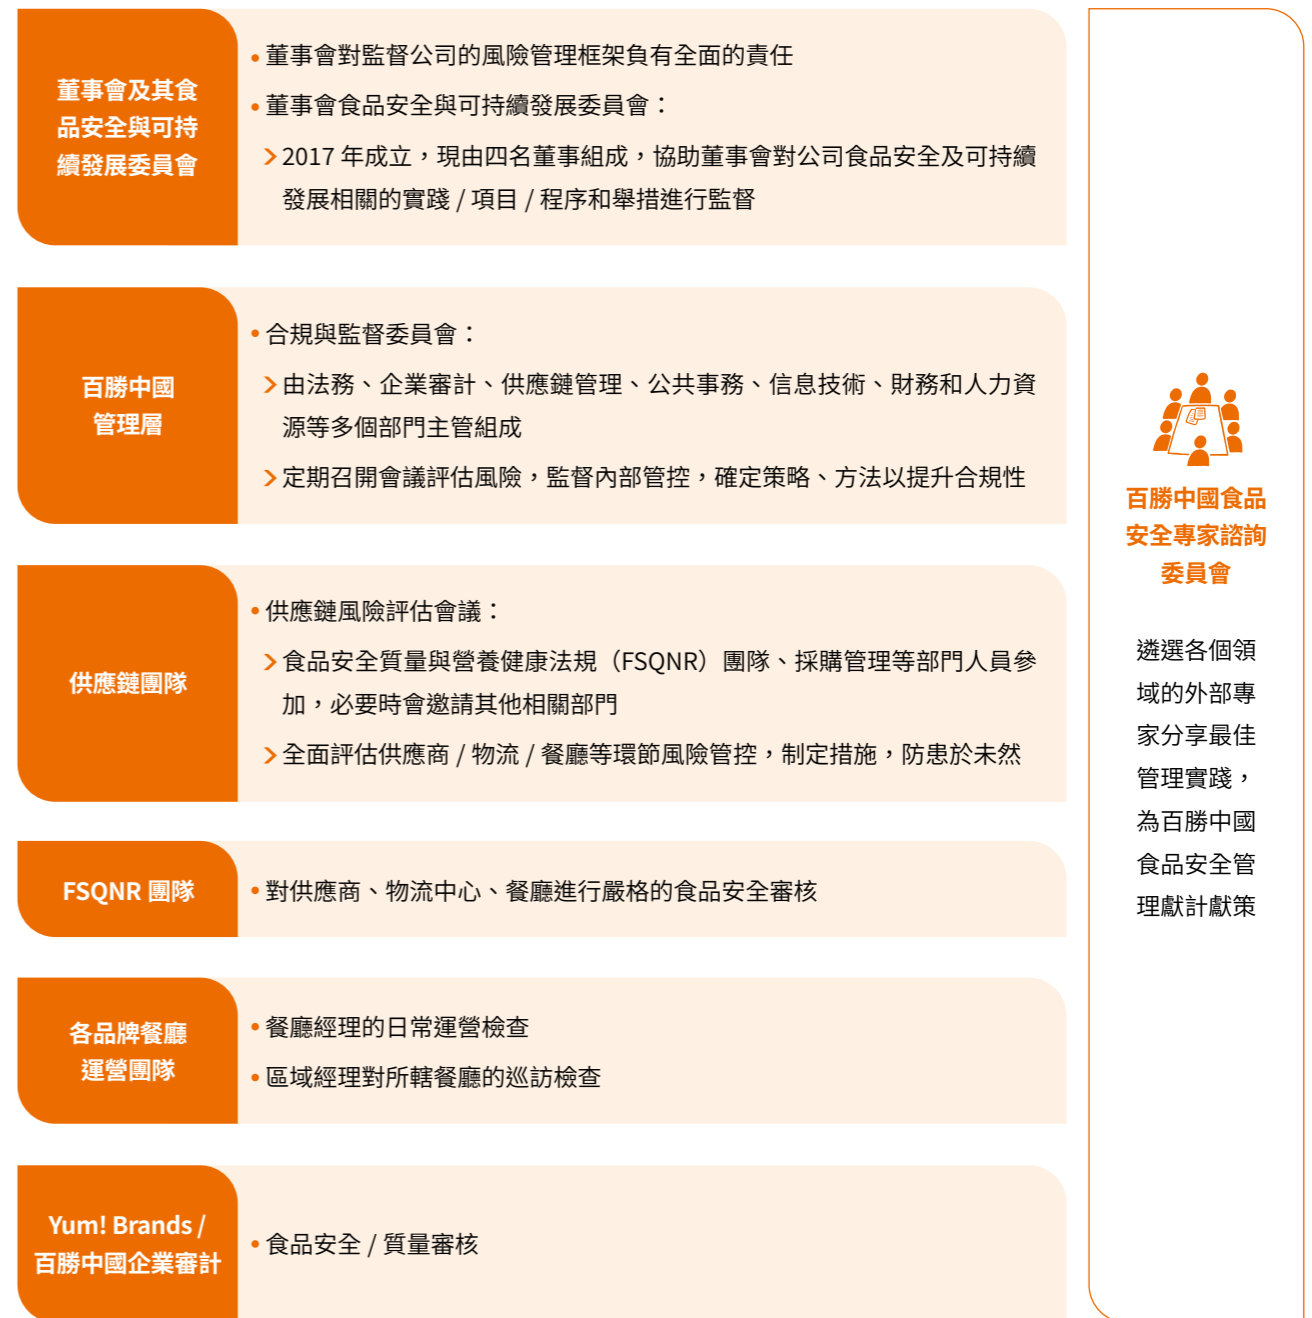 董事會及其食
品安全與可持
續發展委員會
• 董事會對監督公司的風險管理框架負有全面的責任
• 董事會食品安全與可持續發展委員會：
2017 年成立，現由四名董事組成，協助董事會對公司食品安全及可持續
發展相關的實踐 / 項目 / 程序和舉措進行監督
百勝中國
管理層
• 合規與監督委員會：
由法務、企業審計、供應鏈管理、公共事務、信息技術、財務和人力資
源等多個部門主管組成
定期召開會議評估風險，監督內部管控，確定策略、方法以提升合規性
供應鏈團隊
• 供應鏈風險評估會議：
食品安全質量與營養健康法規（FSQNR）團隊、採購管理等部門人員參
加，必要時會邀請其他相關部門
全面評估供應商 / 物流 / 餐廳等環節風險管控，制定措施，防患於未然
FSQNR 團隊
• 對供應商、物流中心、餐廳進行嚴格的食品安全審核
各品牌餐廳
運營團隊
• 餐廳經理的日常運營檢查
• 區域經理對所轄餐廳的巡訪檢查
Yum! Brands /
百勝中國企業審計
• 食品安全 / 質量審核
百勝中國食品
安全專家諮詢
委員會
遴選各個領
域的外部專
家分享最佳
管理實踐，
為百勝中國
食品安全管
理獻計獻策